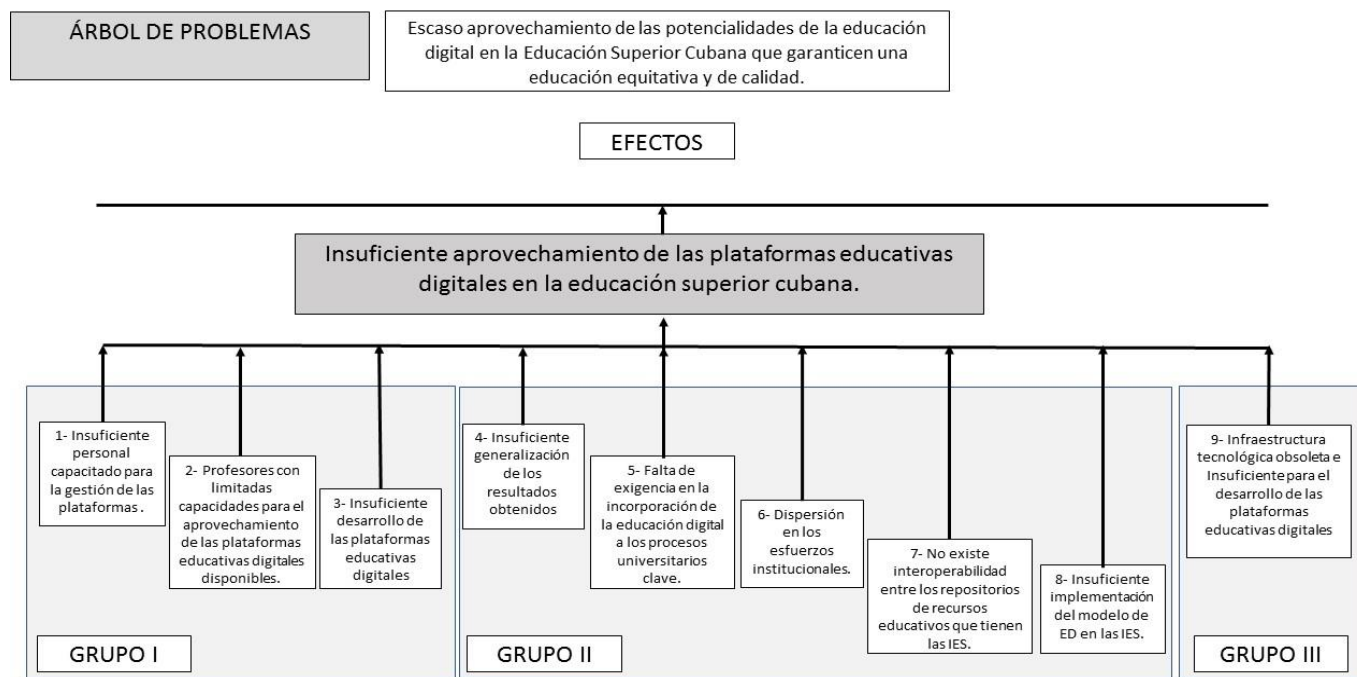 ÁRBOL DE PROBLEMAS
Escaso aprovechamiento de las potencialidades de la educación
digital en la Educación Superior Cubana que garanticen una
educación equitativa y de calidad.
EFECTOS
Insuficiente aprovechamiento de las plataformas educativas
digitales en la educación superior cubana.
1- Insuficiente
personal
capacitado para
la gestión de las
plataformas .
2- Profesores con
limitadas
capacidades para el
aprovechamiento
de las plataformas
educativas digitales
disponibles.
3- Insuficiente
desarrollo de
las plataformas
educativas
digitales
GRUPO I
4- Insuficiente
generalización
de los
resultados
obtenidos
5- Falta de
exigencia en la
incorporación de
la educación digital
a los procesos
universitarios
clave.
6- Dispersión
en los
esfuerzos
institucionales.
7- No existe
interoperabilidad
entre los repositorios
de recursos
educativos que tienen
las IES.
8- Insuficiente
implementación
del modelo de
ED en las IES.
GRUPO II
9- Infraestructura
tecnológica obsoleta e
Insuficiente para el
desarrollo de las
plataformas
educativas digitales
GRUPO III